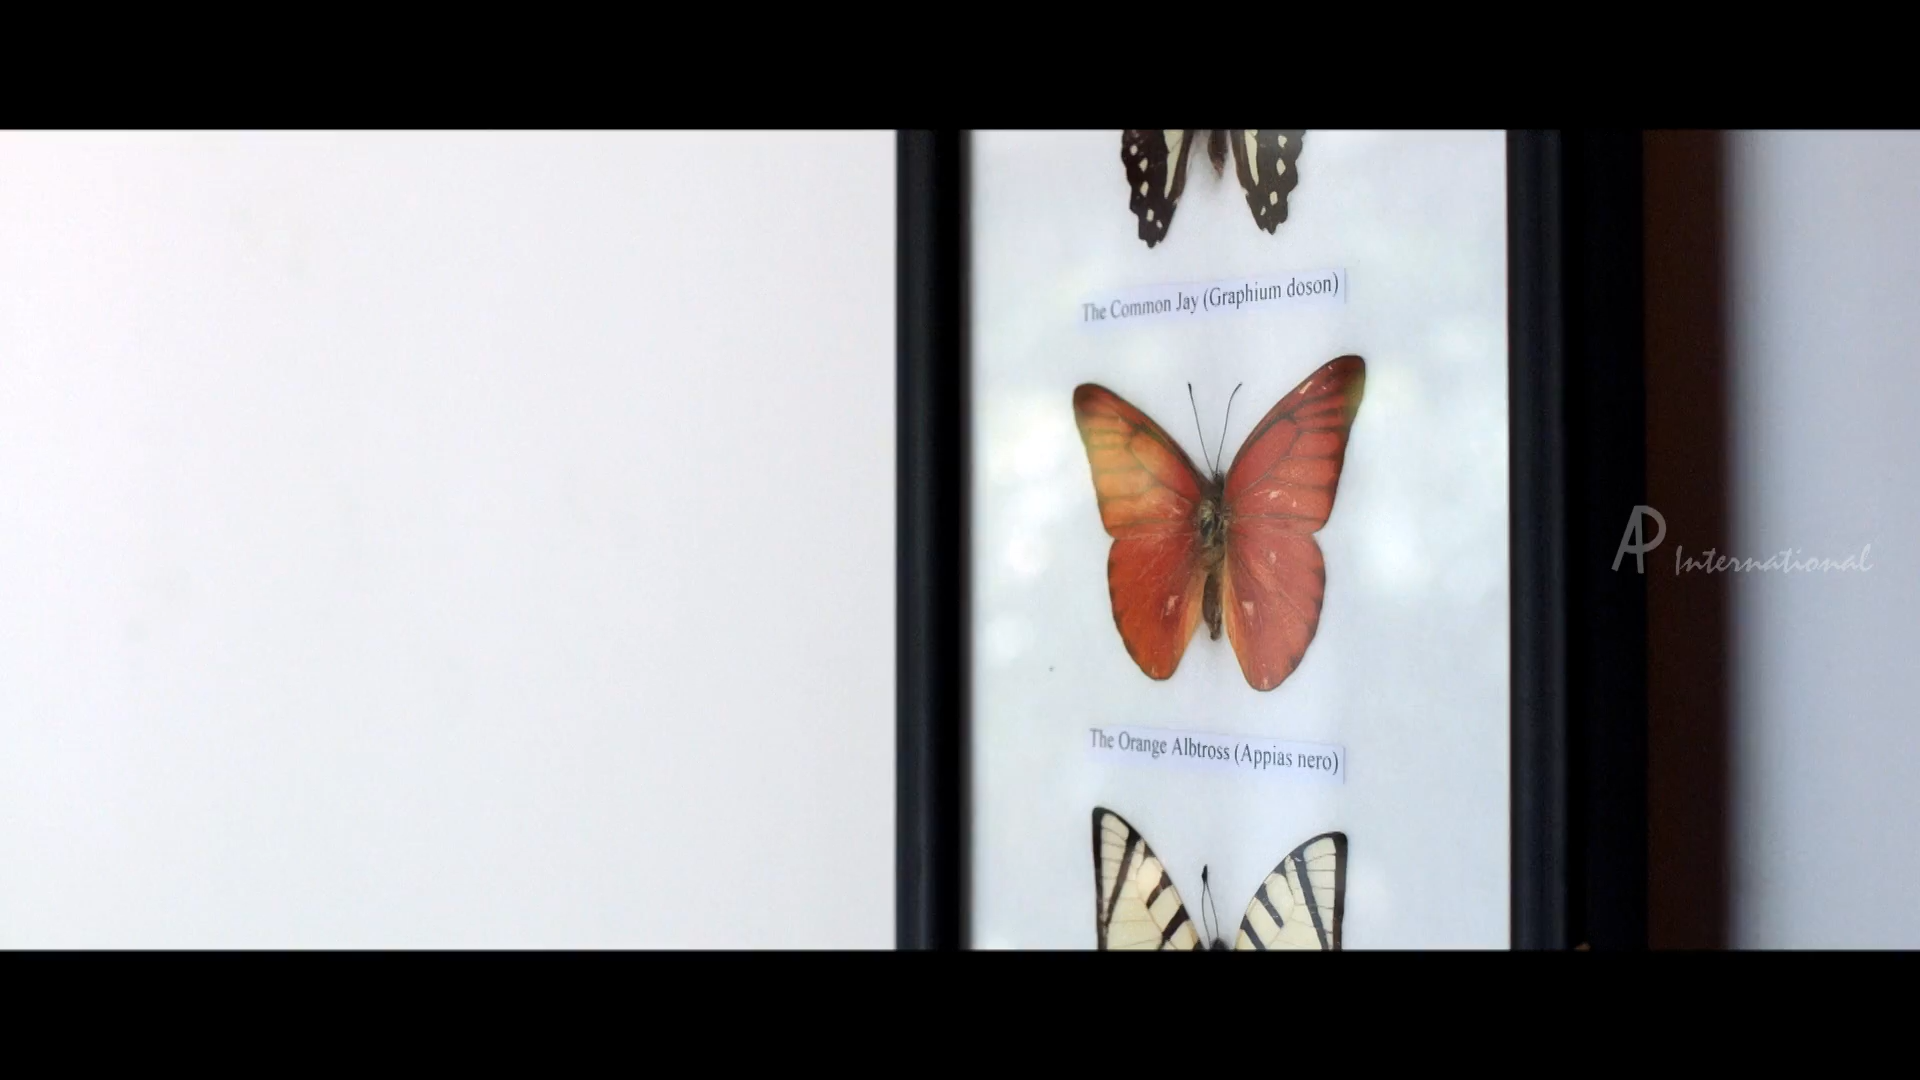 The Common Jay (Graphium doson)
AP International
The Orange Albtross (Appias nero)